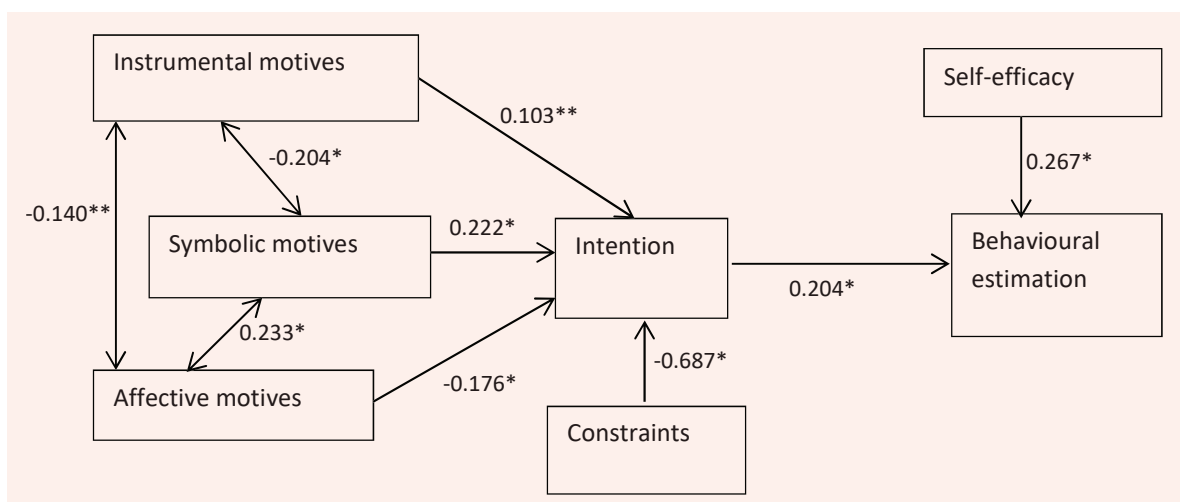 Instrumental motives
Self-efficacy
0.103**
-0.204*
0.267*
-0.140**
Symbolic motives
0.222*
Intention
Behavioural
estimation
0.204*
0.233*
-0.176*
-0.687*
Affective motives
Constraints